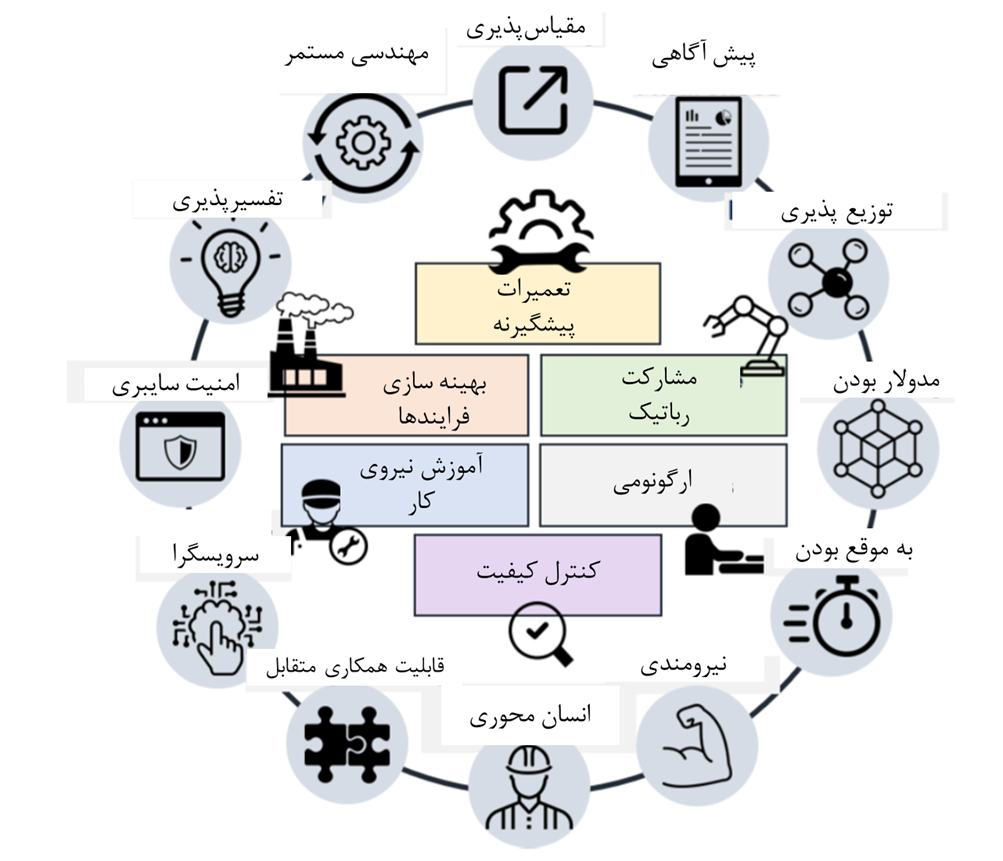 مقیاس‌پذیری
پیش آگاهی
مهندسی مستمر
توزیع پذیری
تفسیرپذیری
تعمیرات
پیشگیرنه
مشارکت
رباتیک
بهینه سازی
فرایندها
مدولار بودن
امنیت سایبری
ارگونومی
آموزش نیروی
کار
به موقع بودن
سرویسگرا
کنترل کیفیت
نیرومندی
قابلیت همکاری متقابل
انسان محوری